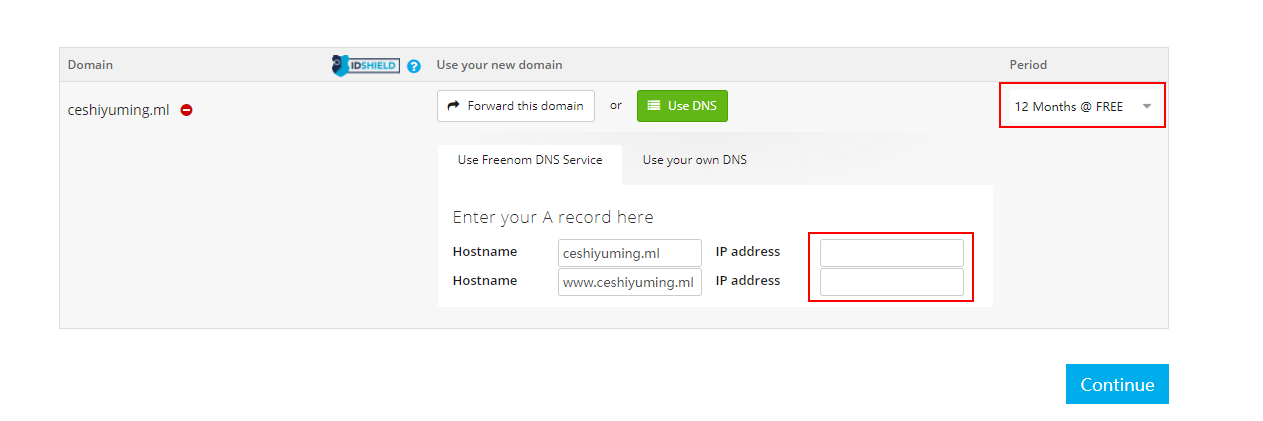 Domain IDSHIELD ? Use your new domain Period
ceshiyuming.ml Forward this domain or Use DNS 12 Months @ FREE
Use Freenom DNS Service Use your own DNS
Enter your A record here
Hostname ceshiyuming.ml IP address
Hostname www.ceshiyuming.ml IP address
Continue